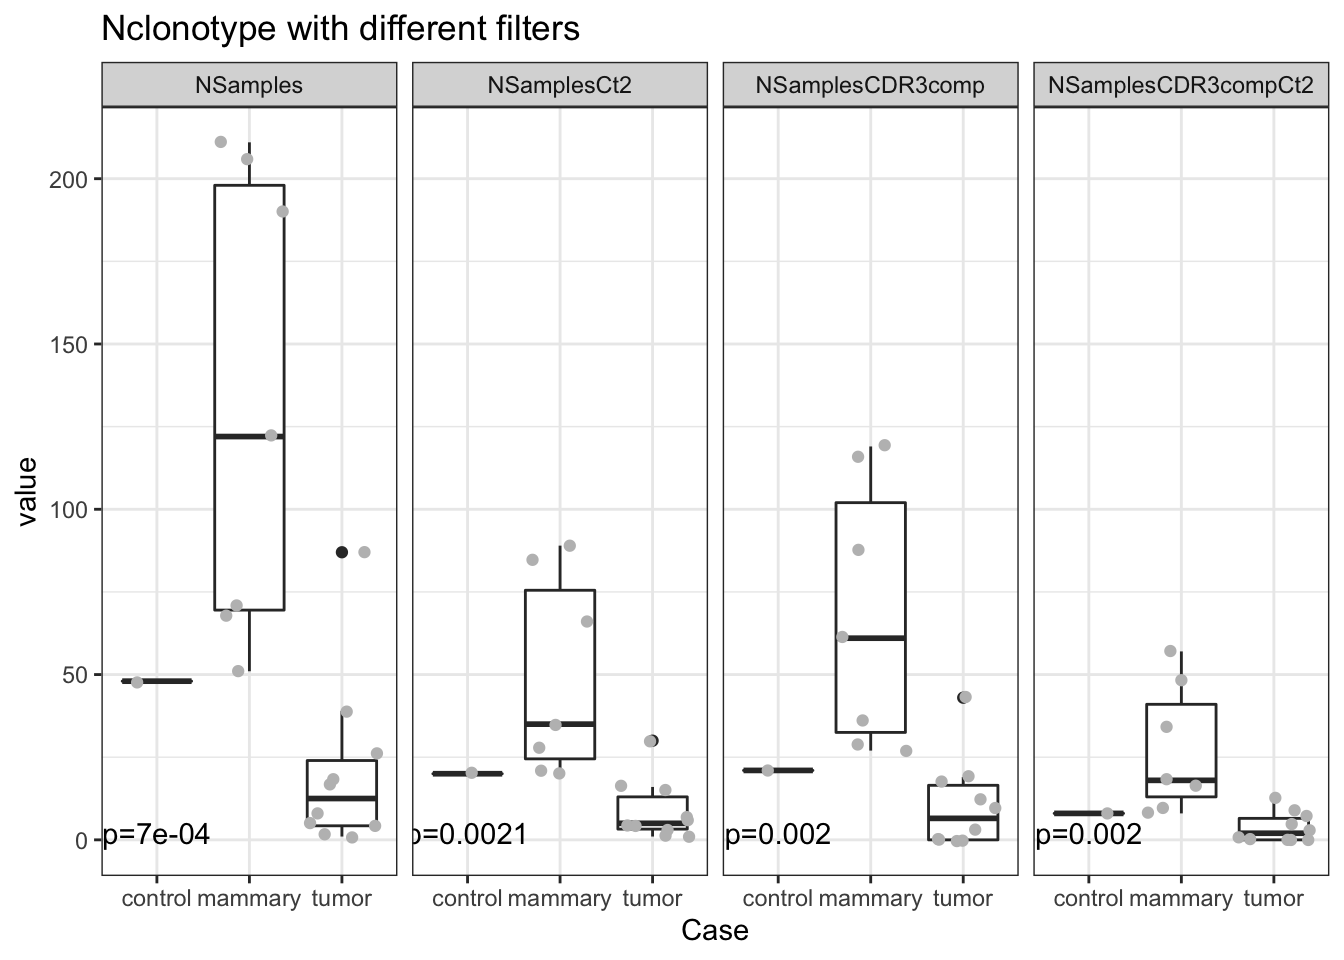 Nclonotype with different filters
NSamples NSamplesCt2 NSamplesCDR3comp NSamplesCDR3compCt2
200
150
100
50
0
value
p=7e-04 p=0.0021 p=0.002 p=0.002
control mammary tumor control mammary tumor control mammary tumor control mammary tumor
Case